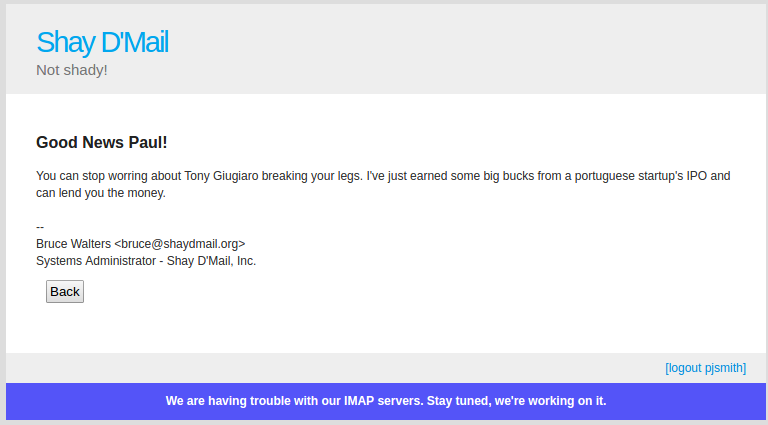 Shay D'Mail
Not shady!
Good News Paul!
You can stop worring about Tony Giugiaro breaking your legs. I've just earned some big bucks from a portuguese startup's IPO and
can lend you the money.
--
Bruce Walters <bruce@shaydmail.org>
Systems Administrator - Shay D'Mail, Inc.
Back
[logout pjsmith]
We are having trouble with our IMAP servers. Stay tuned, we're working on it.